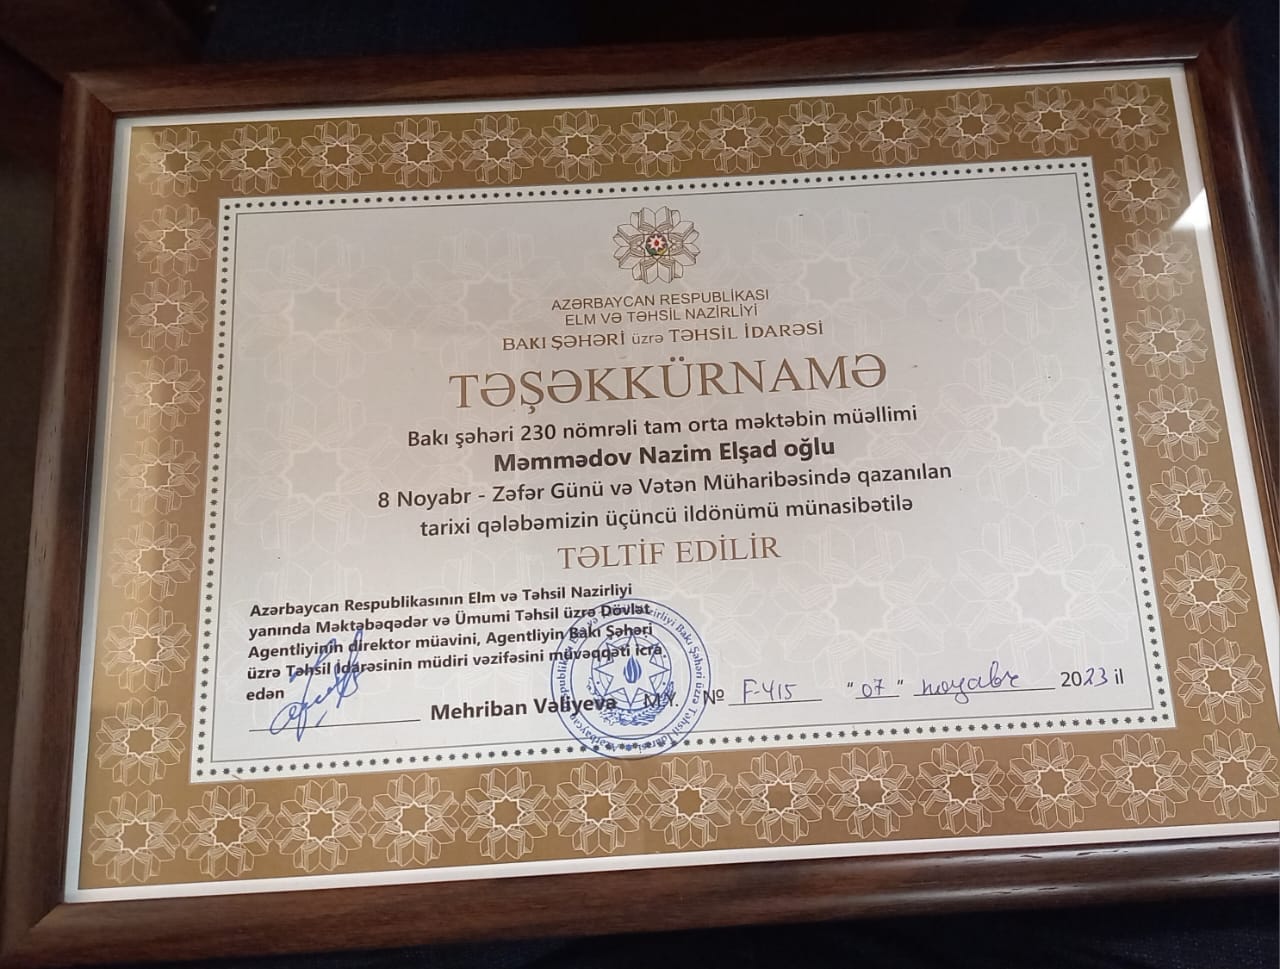 AZƏRBAYCAN RESPUBLİKASI
ELM VƏ TƏHSİL NAZİRLİYİ
BAKI ŞƏHƏRİ üzrə TƏHSİL İDARƏSİ
TƏŞƏKKÜRNAMƏ
Bakı şəhəri 230 nömrəli tam orta məktəbin müəllimi
Məmmədov Nazim Elşad oğlu
8 Noyabr - Zəfər Günü və Vətən Müharibəsində qazanılan
tarixi qələbəmizin üçüncü ildönümü münasibətilə
TƏLTİF EDİLİR
Azərbaycan Respublikasının Elm və Təhsil Nazirliyi
yanında Məktəbəqədər və Ümumi Təhsil üzrə Dövlət
Agentliyinin direktor müavini, Agentliyin Bakı Şəhəri
üzrə Təhsil İdarəsinin müdiri vəzifəsini müvəqqəti icra
edən
Mehriban Vəliyeva M.Y. № F-415 "07" noyabr 2023 il